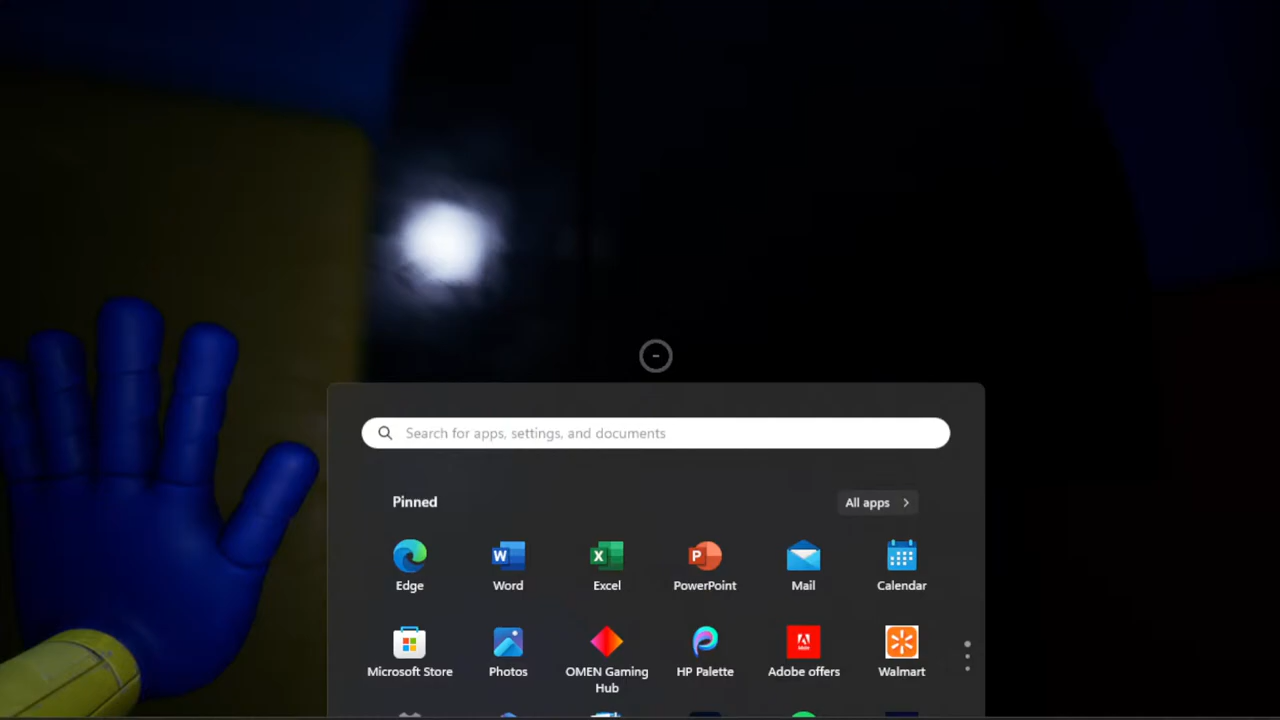 Search for apps, settings, and documents
Pinned
All apps
Edge
Word
Excel
PowerPoint
Mail
Calendar
Microsoft Store
Photos
OMEN Gaming
Hub
HP Palette
Adobe offers
Walmart